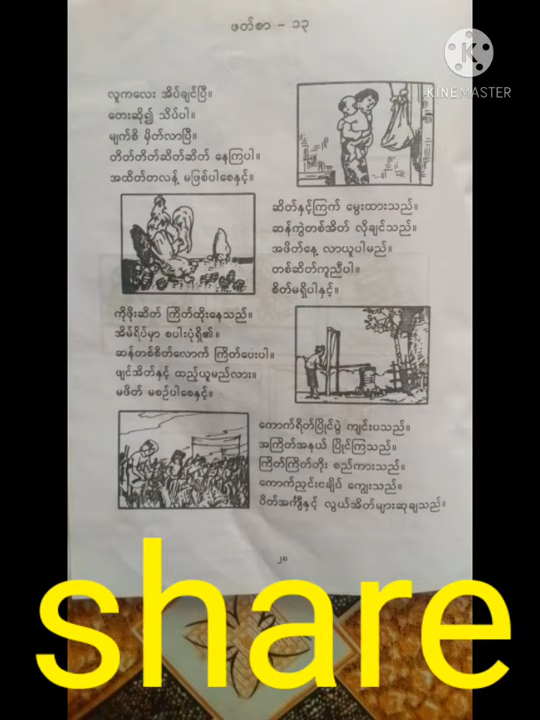 ဖတ်စာ – ၁၃
KINEMASTER
လူကလေး အိပ်ချင်ပြီ။
တေးဆို၍ သိပ်ပါ။
မျက်စိ မှိတ်လာပြီ။
တိတ်တိတ်ဆိတ်ဆိတ် နေကြပါ။
အထိတ်တလန့် မဖြစ်ပါစေနှင့်။
ဆိတ်နှင့်ကြက် မွေးထားသည်။
ဆန်ကွဲတစ်အိတ် လိုချင်သည်။
အဖိတ်နေ့ လာယူပါမည်။
တစ်ဆိတ်ကူညီပါ။
စိတ်မရှိပါနှင့်။
ကိုဖိုးဆိတ် ကြိတ်ထိုးနေသည်။
အိမ်ရိပ်မှာ စပါးပုံရှိ၏။
ဆန်တစ်စိတ်လောက် ကြိတ်ပေးပါ။
ဖျင်အိတ်နှင့် ထည့်ယူမည်လား။
မဖိတ် မစဉ်ပါစေနှင့်။
ကောက်ရိတ်ပြိုင်ပွဲ ကျင်းပသည်။
အကြိတ်အနယ် ပြိုင်ကြသည်။
ကြိတ်ကြိတ်တိုး စည်ကားသည်။
ကောက်ညှင်းငချိပ် ကျွေးသည်။
ပိတ်အင်္ကျီနှင့် လွယ်အိတ်များဆုချသည်။
၂၈
share